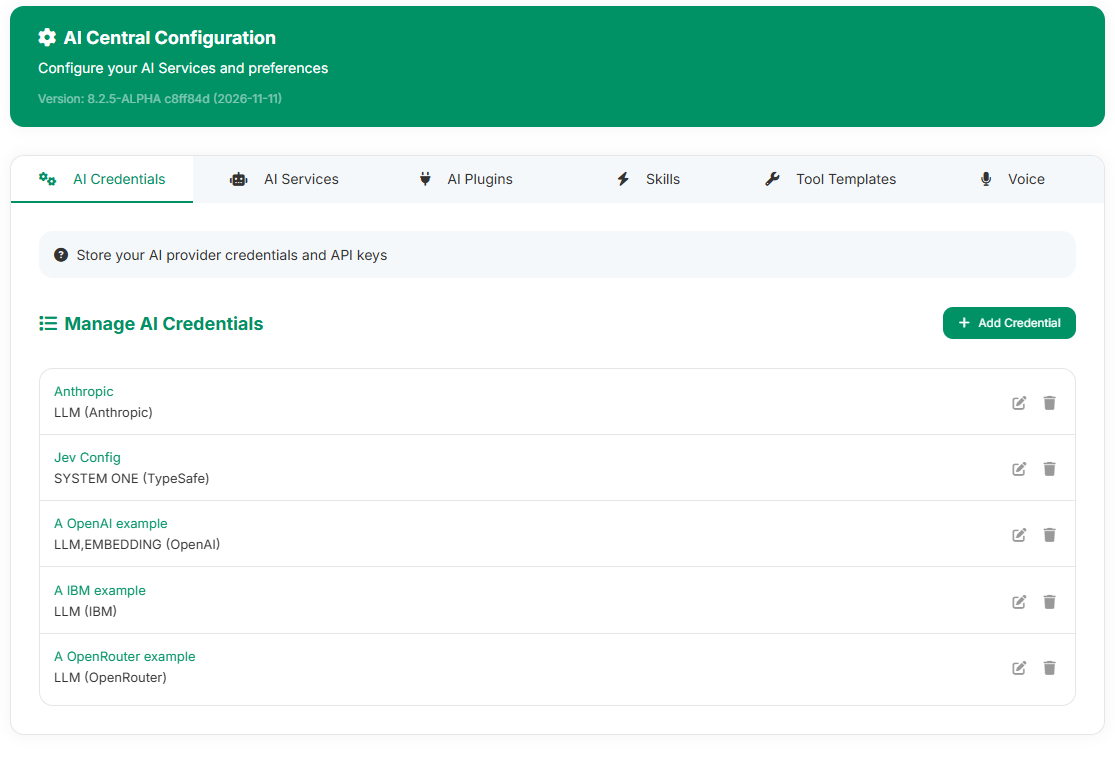 AI Central Configuration
Configure your AI Services and preferences
Version: 8.2.5-ALPHA c8ff84d (2026-11-11)
AI Credentials
AI Services
AI Plugins
Skills
Tool Templates
Voice
Store your AI provider credentials and API keys
Manage AI Credentials
Add Credential
Anthropic
LLM (Anthropic)
Jev Config
SYSTEM ONE (TypeSafe)
A OpenAI example
LLM,EMBEDDING (OpenAI)
A IBM example
LLM (IBM)
A OpenRouter example
LLM (OpenRouter)